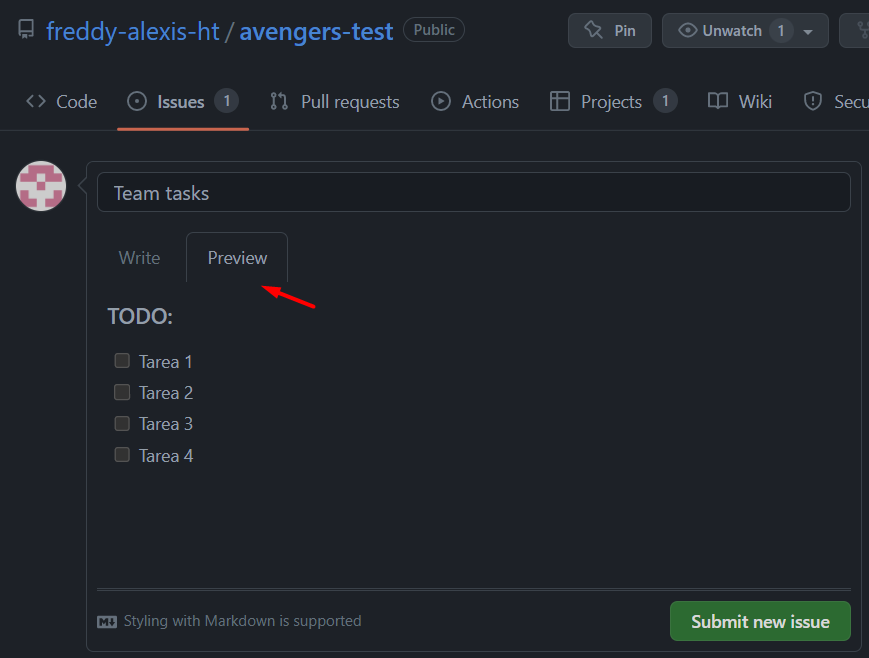 freddy-alexis-ht / avengers-test Public Pin Unwatch 1
Code Issues 1 Pull requests Actions Projects 1 Wiki Secu
Team tasks
Write Preview
TODO:
Tarea 1
Tarea 2
Tarea 3
Tarea 4
Styling with Markdown is supported Submit new issue